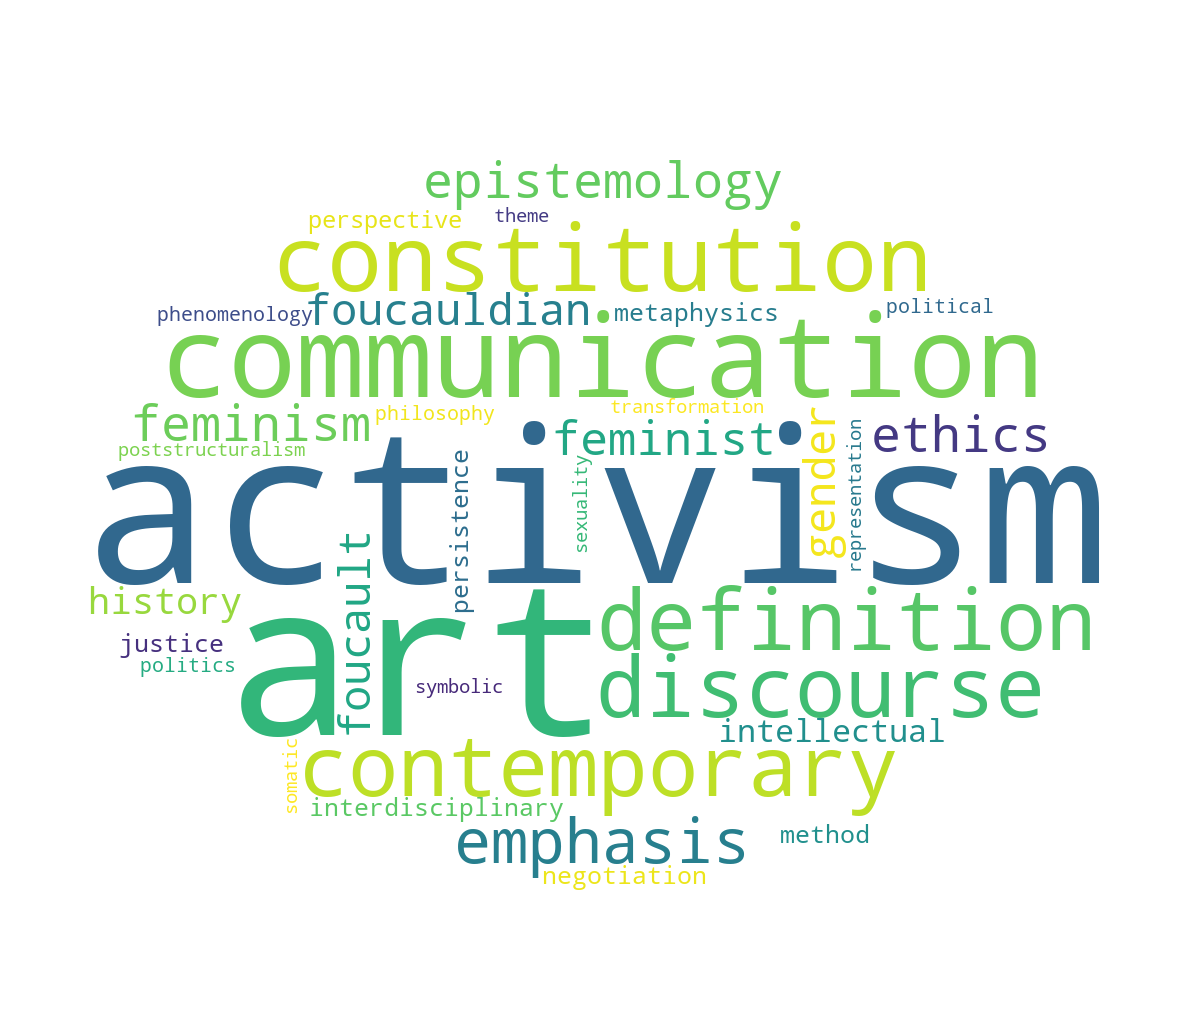 epistemology
perspective
theme
constitution
phenomenology
foucauldian
metaphysics
political
communication
feminism
philosophy
transformation
feminist
gender
representation
ethics
poststructuralism
activism
persistence
sexuality
foucault
history
art
definition
justice
politics
symbolic
discourse
intellectual
somatic
contemporary
interdisciplinary
emphasis
method
negotiation